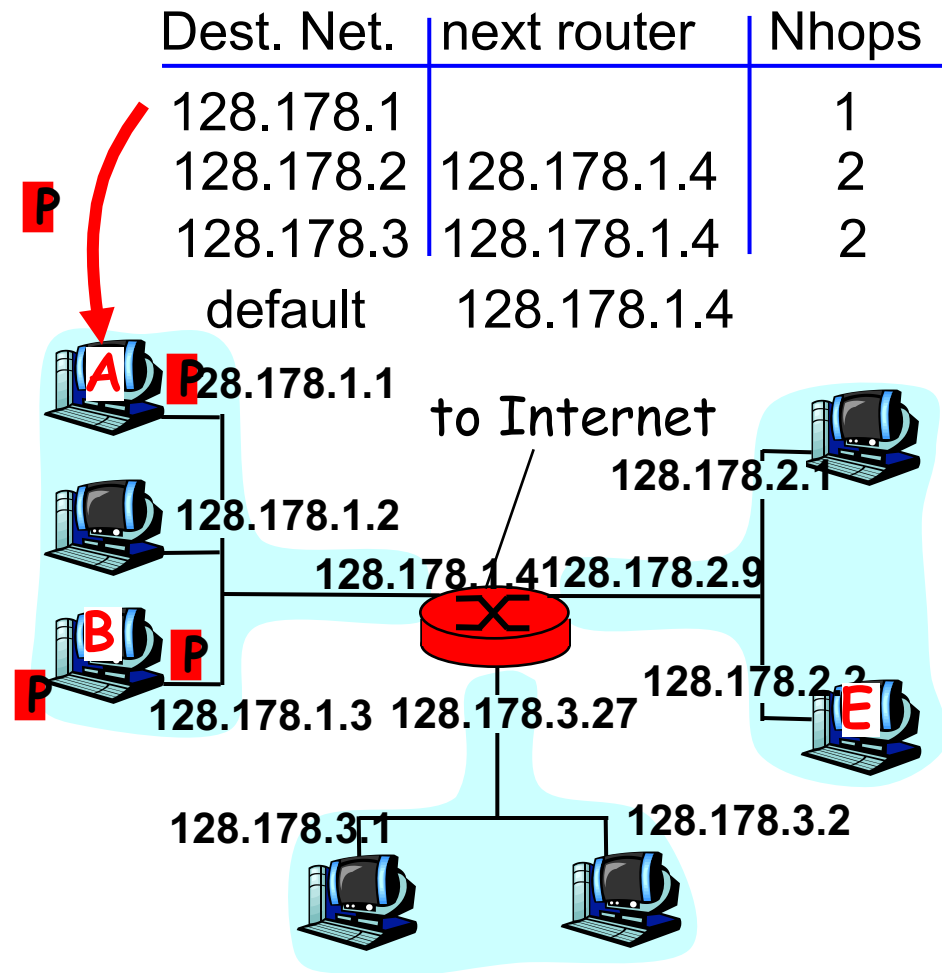 Dest. Net. next router Nhops
128.178.1 1
128.178.2 128.178.1.4 2
P
128.178.3 128.178.1.4 2
default 128.178.1.4
A
P 28.178.1.1
to Internet
128.178.2.1
128.178.1.2
128.178.1.4 128.178.2.9
B
P
P
128.178.2.2
E
128.178.1.3 128.178.3.27
128.178.3.1 128.178.3.2